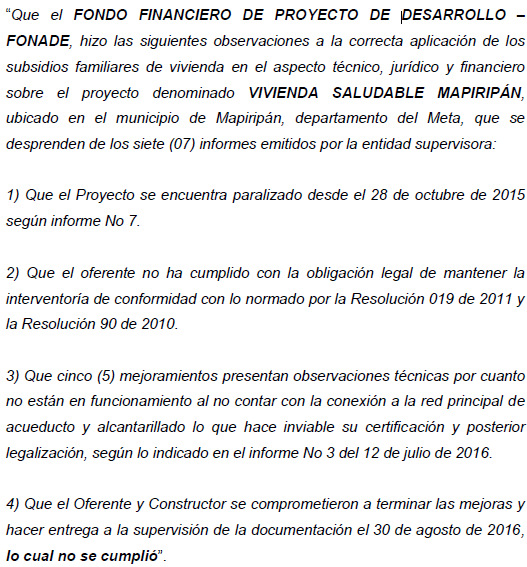 “Que el FONDO FINANCIERO DE PROYECTO DE DESARROLLO –
FONADE, hizo las siguientes observaciones a la correcta aplicación de los
subsidios familiares de vivienda en el aspecto técnico, jurídico y financiero
sobre el proyecto denominado VIVIENDA SALUDABLE MAPIRIPÁN,
ubicado en el municipio de Mapiripán, departamento del Meta, que se
desprenden de los siete (07) informes emitidos por la entidad supervisora:
1) Que el Proyecto se encuentra paralizado desde el 28 de octubre de 2015
según informe No 7.
2) Que el oferente no ha cumplido con la obligación legal de mantener la
interventoría de conformidad con lo normado por la Resolución 019 de 2011 y
la Resolución 90 de 2010.
3) Que cinco (5) mejoramientos presentan observaciones técnicas por cuanto
no están en funcionamiento al no contar con la conexión a la red principal de
acueducto y alcantarillado lo que hace inviable su certificación y posterior
legalización, según lo indicado en el informe No 3 del 12 de julio de 2016.
4) Que el Oferente y Constructor se comprometieron a terminar las mejoras y
hacer entrega a la supervisión de la documentación el 30 de agosto de 2016,
lo cual no se cumplió”.